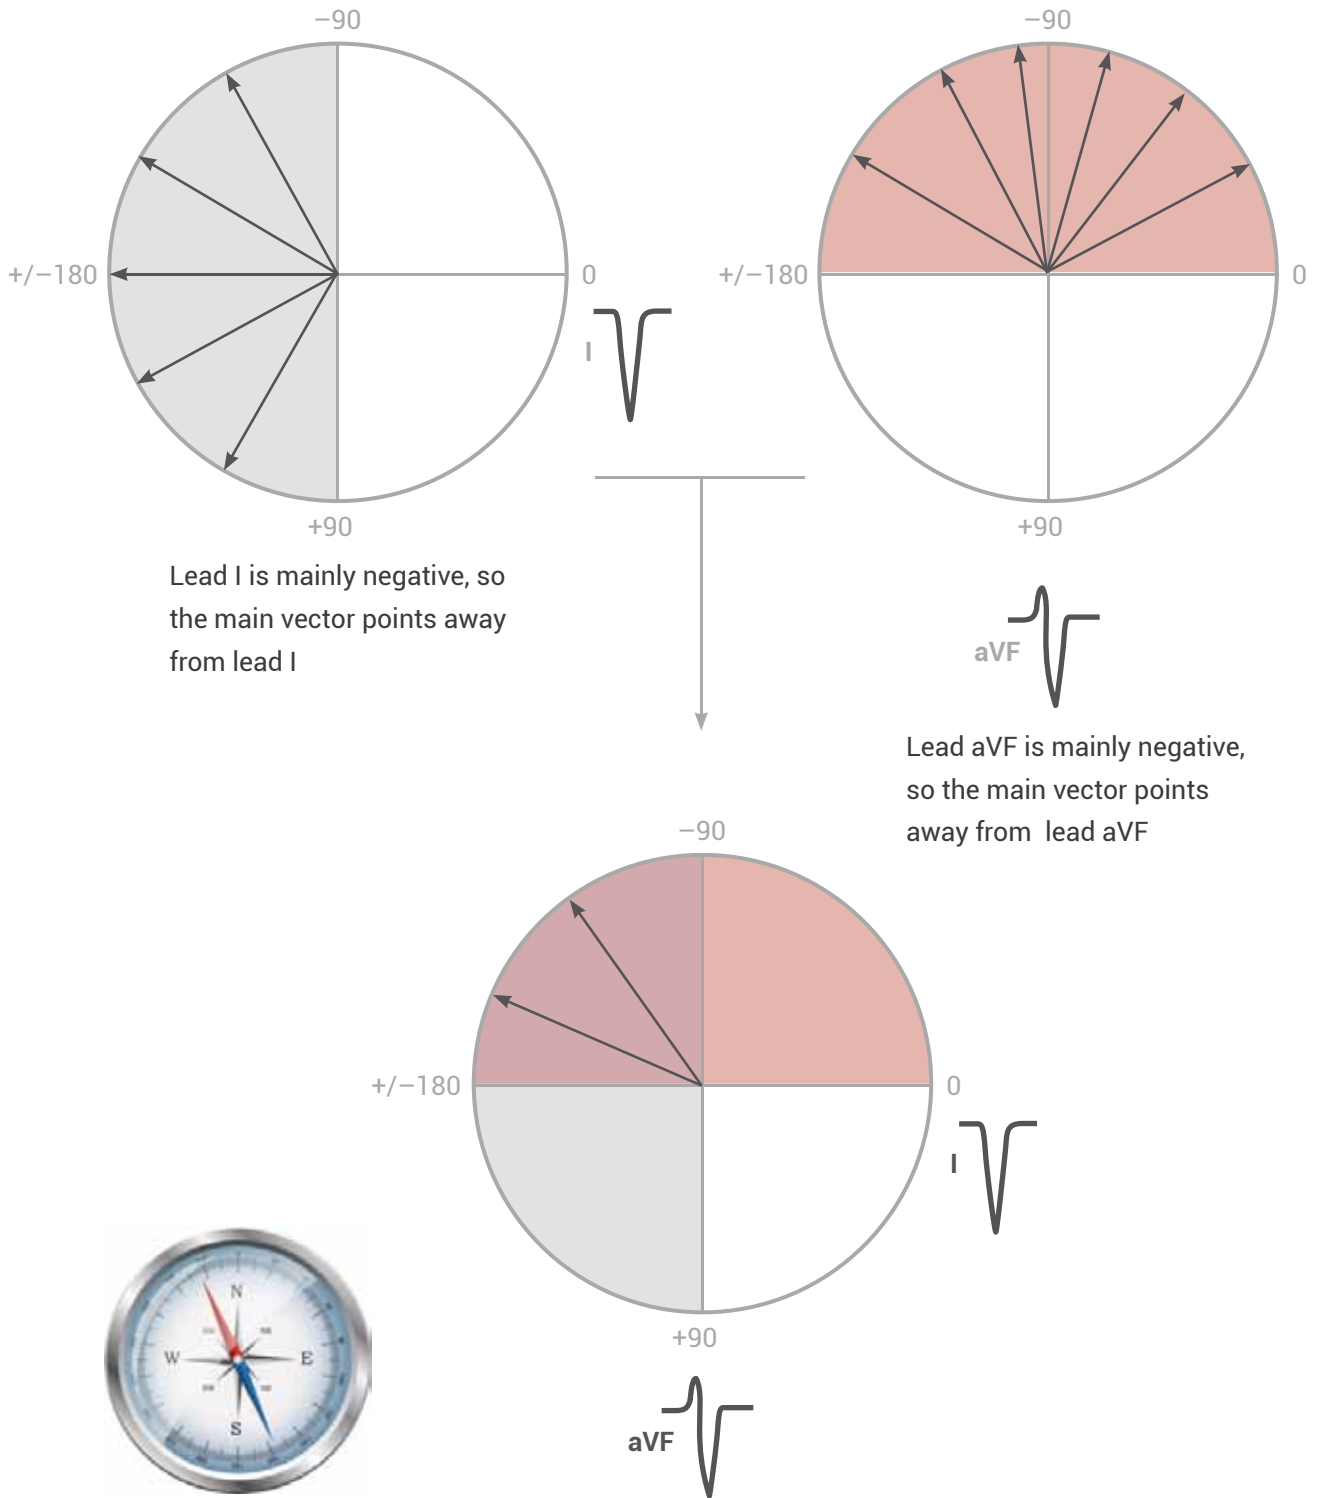 −90
−90
+/−180
0
+/−180
0
I
+90
+90
Lead I is mainly negative, so
the main vector points away
from lead I
aVF
Lead aVF is mainly negative,
so the main vector points
away from lead aVF
−90
+/−180
0
I
N
W
E
S
+90
aVF